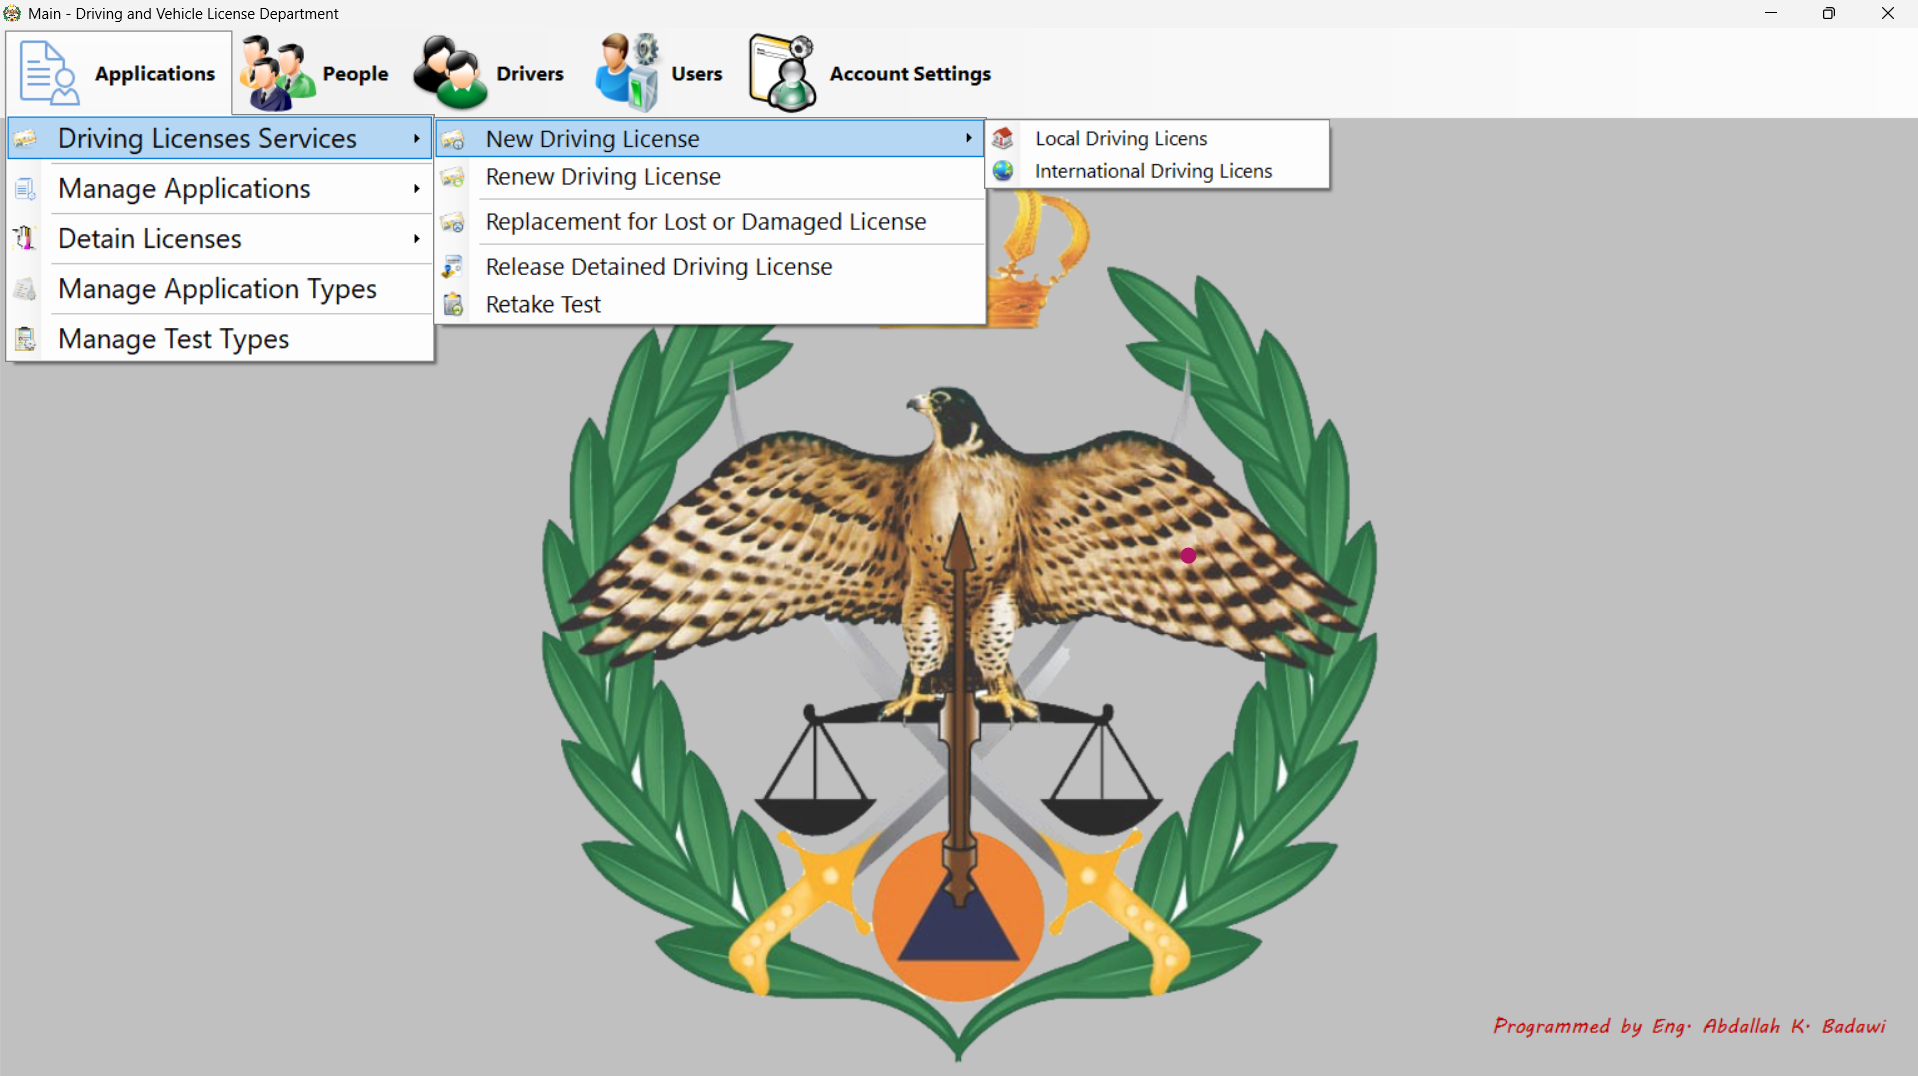 Main - Driving and Vehicle License Department
Applications
People
Drivers
Users
Account Settings
Driving Licenses Services
Manage Applications
Detain Licenses
Manage Application Types
Manage Test Types
New Driving License
Renew Driving License
Replacement for Lost or Damaged License
Release Detained Driving License
Retake Test
Local Driving Licens
International Driving Licens
Programmed by Eng. Abdallah K. Badawi